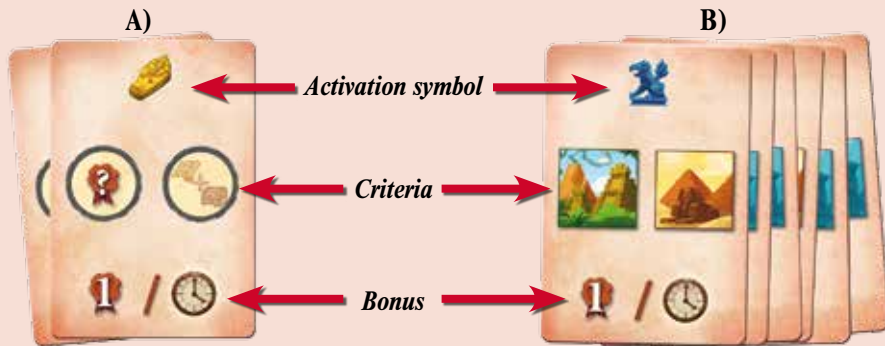 A)
B)
Activation symbol
?
Criteria
1 /
Bonus
1 /